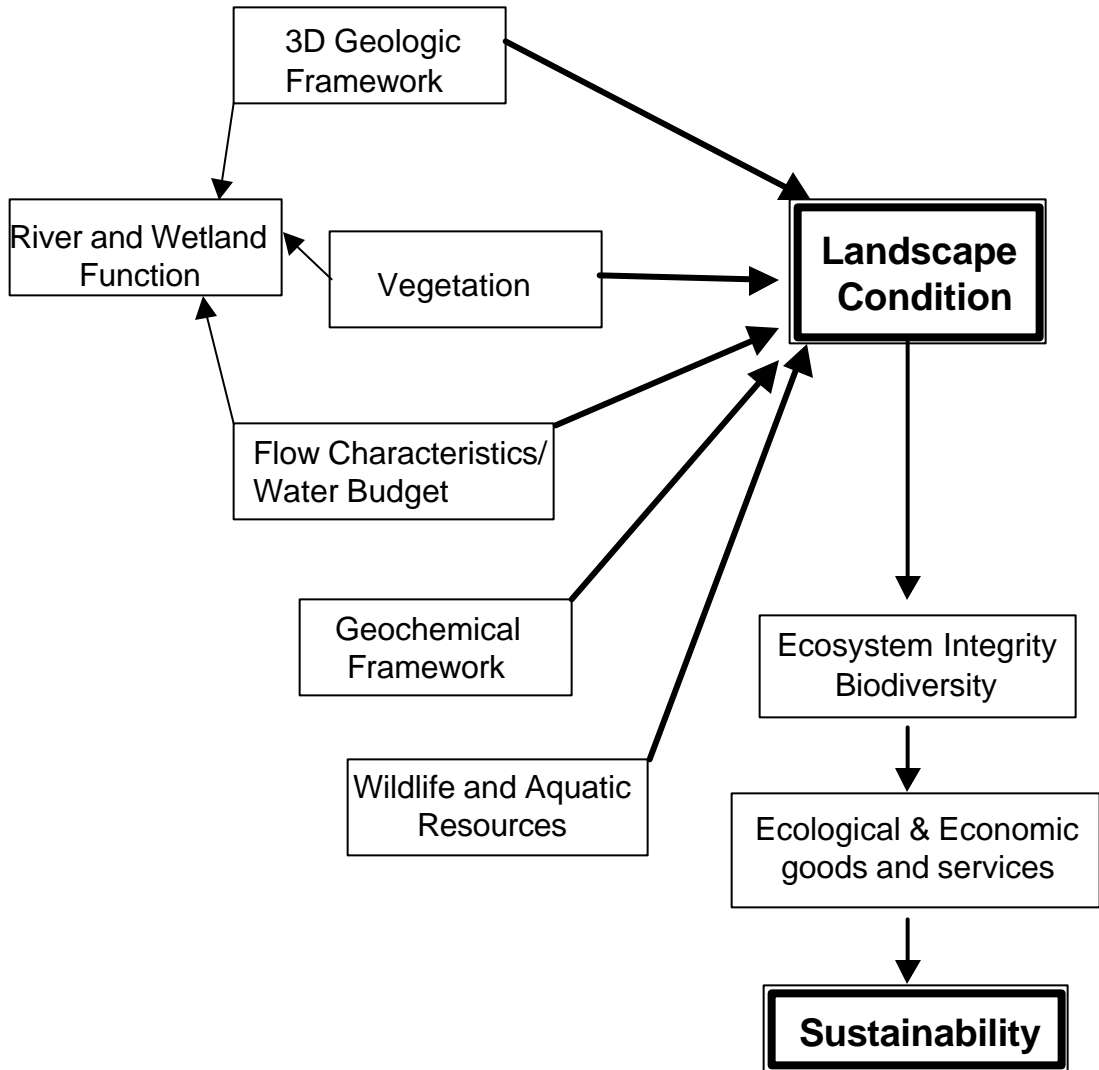 3D Geologic
Framework
River and Wetland
Function
Vegetation
Landscape
Condition
Flow Characteristics/
Water Budget
Geochemical
Framework
Ecosystem Integrity
Biodiversity
Wildlife and Aquatic
Resources
Ecological & Economic
goods and services
Sustainability